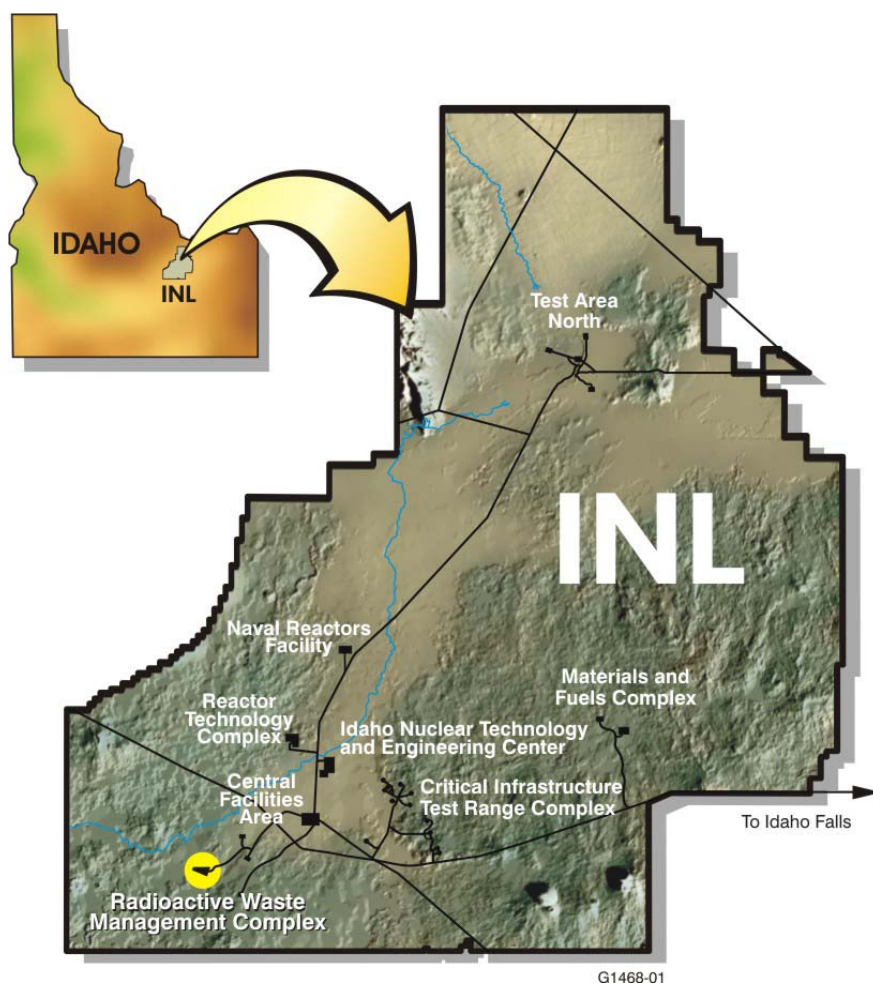 IDAHO
INL
Test Area
North
INL
Naval Reactors
Facility
Materials and
Fuels Complex
Reactor
Technology
Complex
Idaho Nuclear Technology
and Engineering Center
Central
Facilities
Area
Critical Infrastructure
Test Range Complex
To Idaho Falls
Radioactive Waste
Management Complex
G1468-01